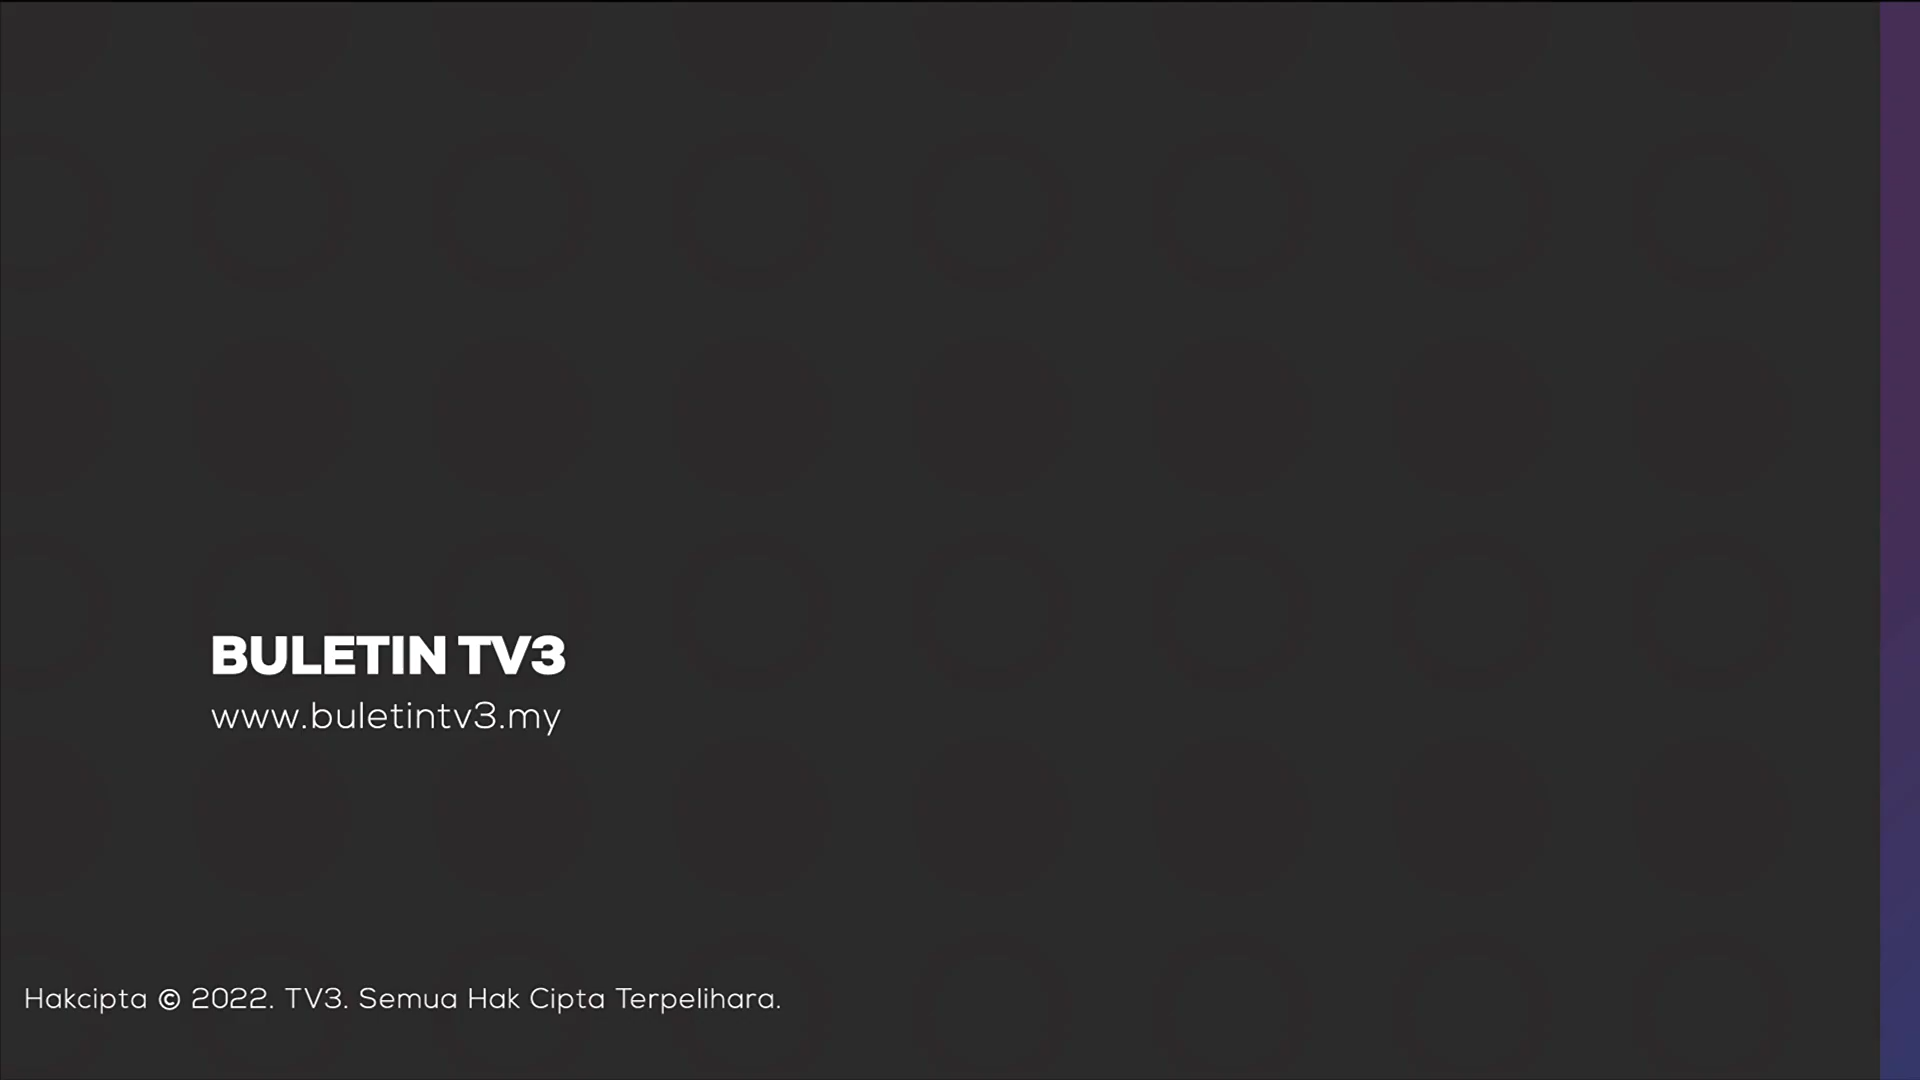 BULETIN TV3
www.buletintv3.my
Hakcipta © 2022. TV3. Semua Hak Cipta Terpelihara.